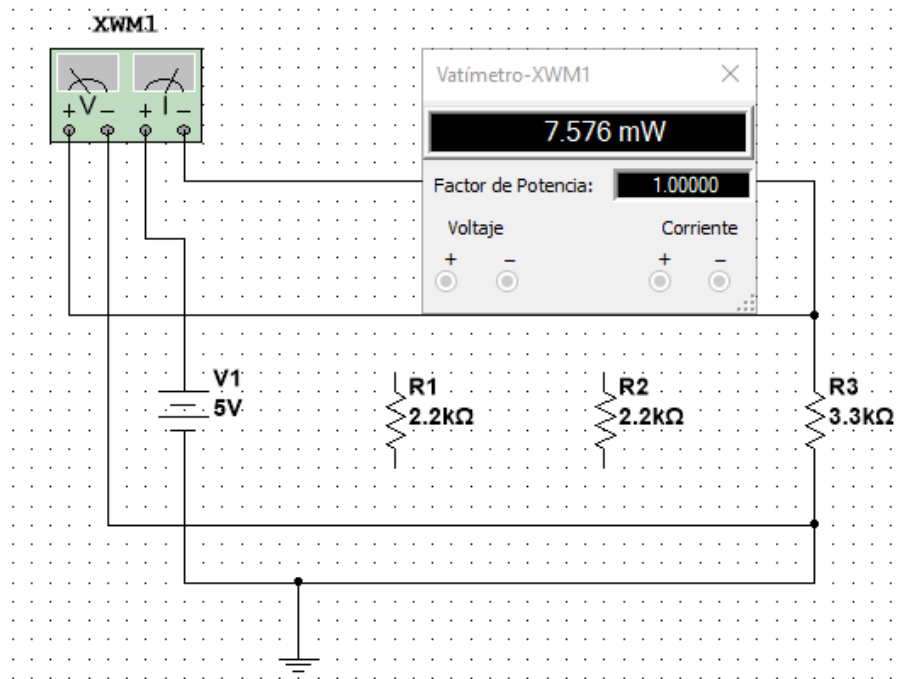 XWM1
V I
+ - + -
Vatímetro-XWM1
7.576 mW
Factor de Potencia: 1.00000
Voltaje Corriente
+ - + -
V1
5V
R1
2.2kΩ
R2
2.2kΩ
R3
3.3kΩ